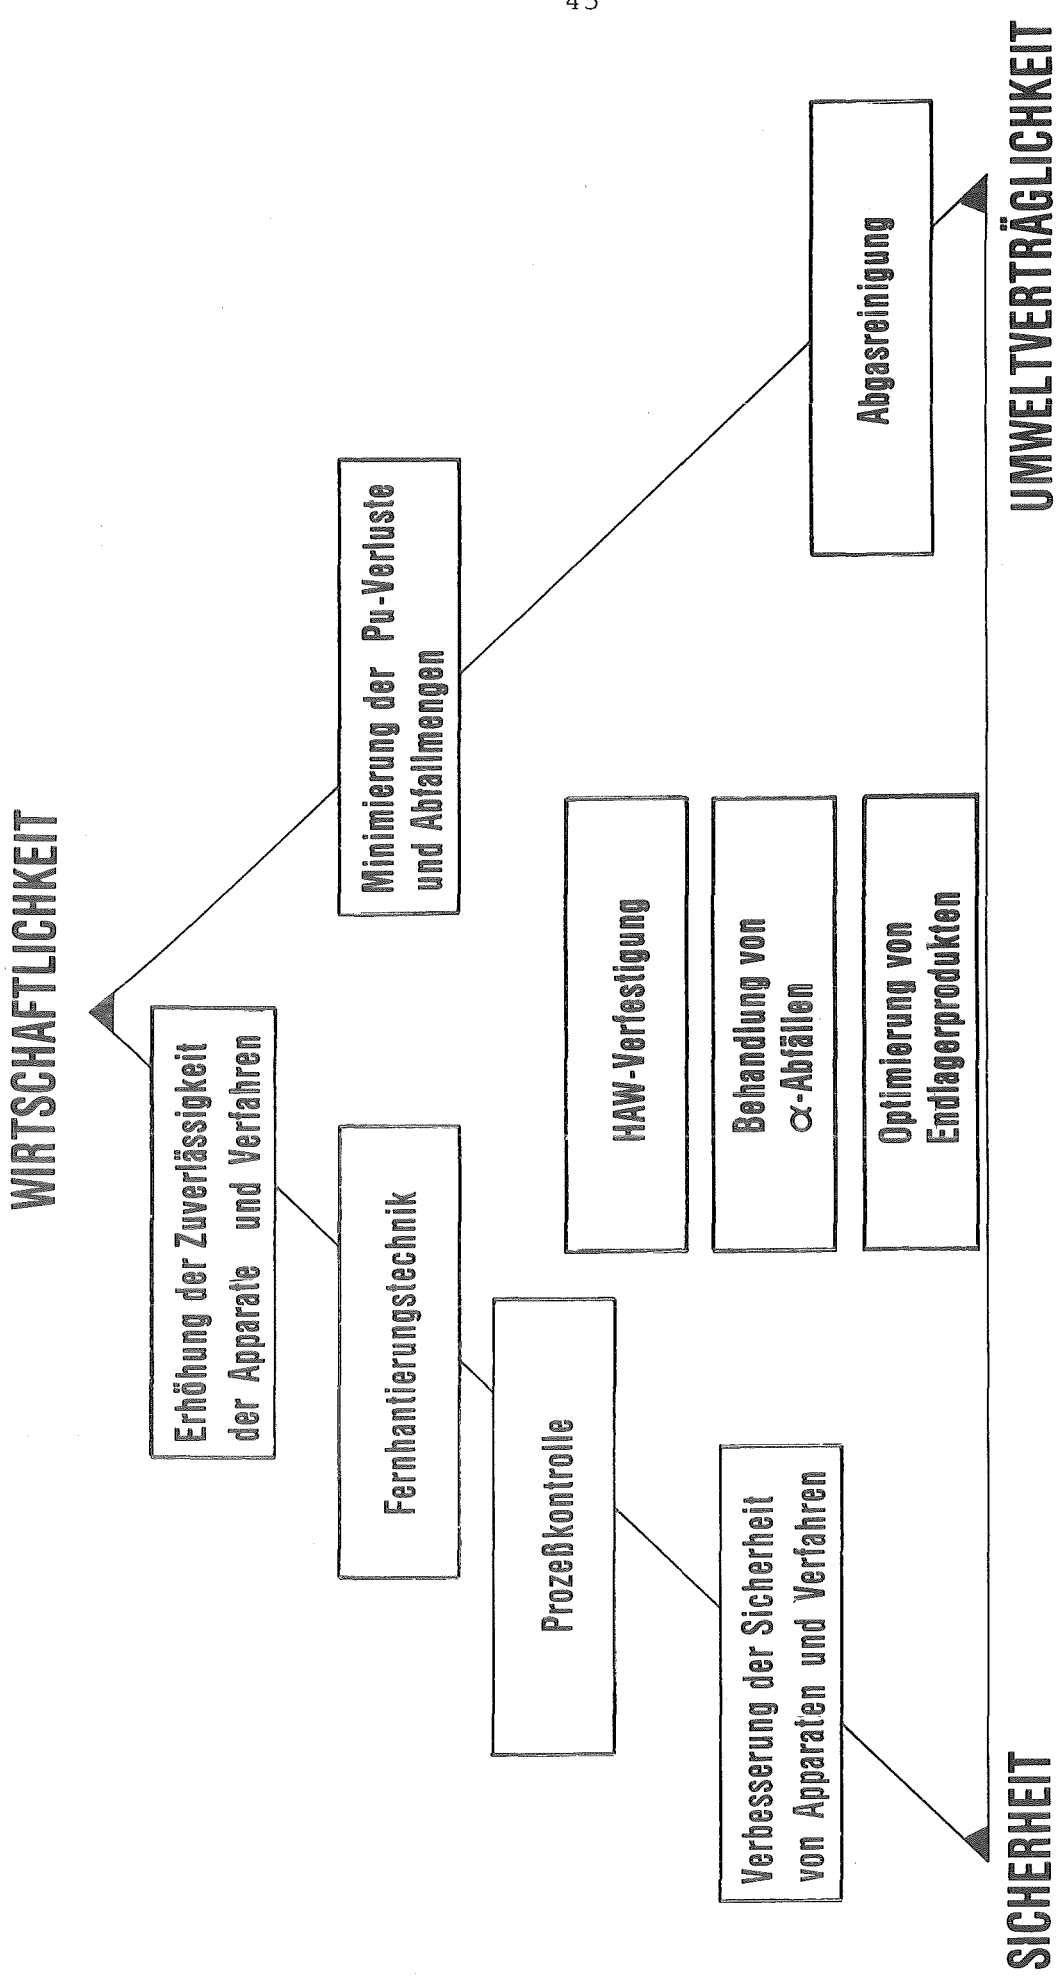 45
WIRTSCHAFTLICHKEIT
Erhöhung der Zuverlässigkeit
der Apparate und Verfahren
Fernhantierungstechnik
Minimierung der Pu-Verluste
und Abfallmengen
Prozeßkontrolle
HAW-Verfestigung
Verbesserung der Sicherheit
von Apparaten und Verfahren
Behandlung von
α-Abfällen
Abgasreinigung
Optimierung von
Endlagerprodukten
SICHERHEIT
UMWELTVERTRÄGLICHKEIT